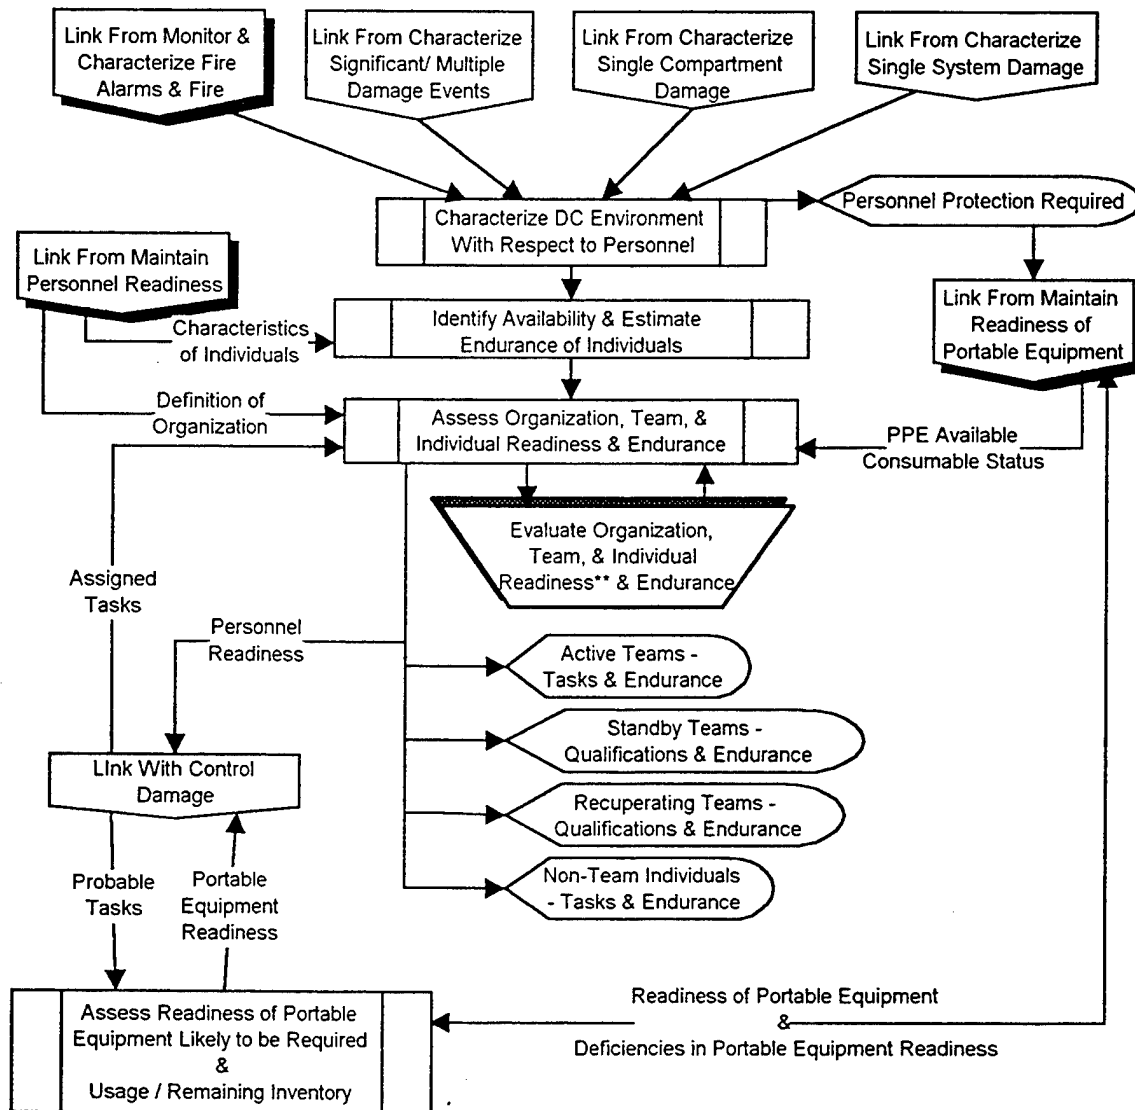 Link From Monitor &
Characterize Fire
Alarms & Fire
Link From Characterize
Significant/ Multiple
Damage Events
Link From Characterize
Single Compartment
Damage
Link From Characterize
Single System Damage
Characterize DC Environment
With Respect to Personnel
Personnel Protection Required
Link From Maintain
Personnel Readiness
Link From Maintain
Readiness of
Portable Equipment
Characteristics
of Individuals
Identify Availability & Estimate
Endurance of Individuals
Definition of
Organization
Assess Organization, Team, &
Individual Readiness & Endurance
PPE Available
Consumable Status
Evaluate Organization,
Team, & Individual
Readiness** & Endurance
Assigned
Tasks
Personnel
Readiness
Active Teams -
Tasks & Endurance
Standby Teams -
Qualifications & Endurance
LInk With Control
Damage
Recuperating Teams -
Qualifications & Endurance
Non-Team Individuals
- Tasks & Endurance
Probable
Tasks
Portable
Equipment
Readiness
Assess Readiness of Portable
Equipment Likely to be Required
&
Usage / Remaining Inventory
Readiness of Portable Equipment
&
Deficiencies in Portable Equipment Readiness